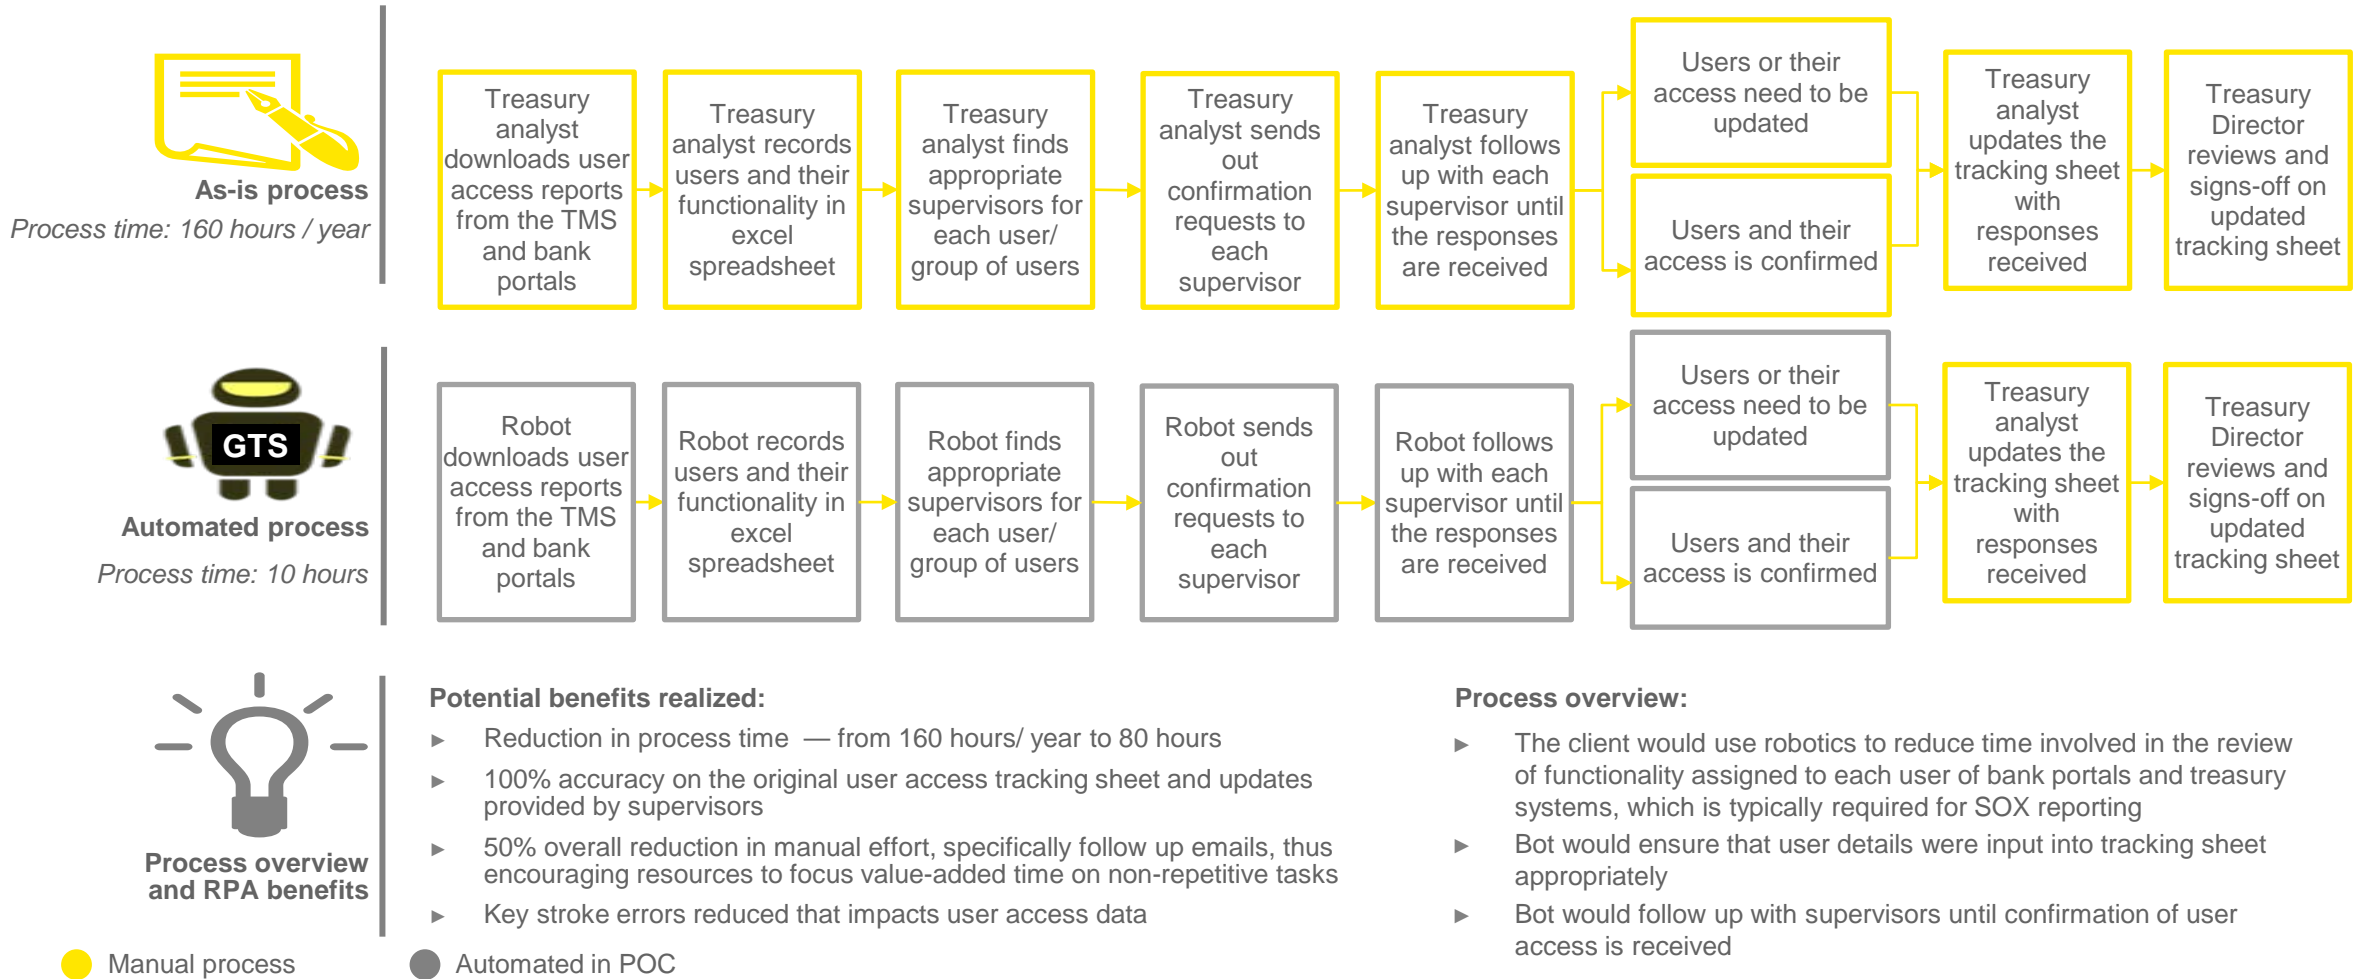 As-is process
Process time: 160 hours / year
Treasury
analyst
downloads user
access reports
from the TMS
and bank
portals
Treasury
analyst records
users and their
functionality in
excel
spreadsheet
Treasury
analyst finds
appropriate
supervisors for
each user/
group of users
Treasury
analyst sends
out
confirmation
requests to
each
supervisor
Treasury
analyst follows
up with each
supervisor until
the responses
are received
Users or their
access need to be
updated
Users and their
access is confirmed
Treasury
analyst
updates the
tracking sheet
with
responses
received
Treasury
Director
reviews and
signs-off on
updated
tracking sheet
GTS
Automated process
Process time: 10 hours
Robot
downloads user
access reports
from the TMS
and bank
portals
Robot records
users and their
functionality in
excel
spreadsheet
Robot finds
appropriate
supervisors for
each user/
group of users
Robot sends
out
confirmation
requests to
each
supervisor
Robot follows
up with each
supervisor until
the responses
are received
Users or their
access need to be
updated
Users and their
access is confirmed
Treasury
analyst
updates the
tracking sheet
with
responses
received
Treasury
Director
reviews and
signs-off on
updated
tracking sheet
Process overview
and RPA benefits
Potential benefits realized:
► Reduction in process time — from 160 hours/ year to 80 hours
► 100% accuracy on the original user access tracking sheet and updates
provided by supervisors
► 50% overall reduction in manual effort, specifically follow up emails, thus
encouraging resources to focus value-added time on non-repetitive tasks
► Key stroke errors reduced that impacts user access data
Process overview:
► The client would use robotics to reduce time involved in the review
of functionality assigned to each user of bank portals and treasury
systems, which is typically required for SOX reporting
► Bot would ensure that user details were input into tracking sheet
appropriately
► Bot would follow up with supervisors until confirmation of user
access is received
Manual process
Automated in POC